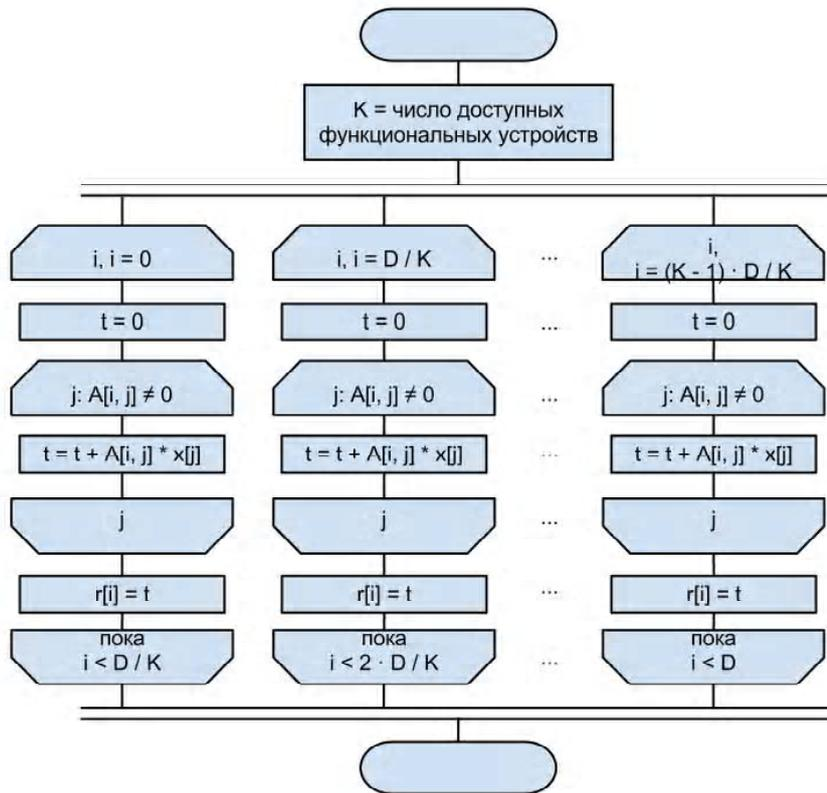 K = число доступных
функциональных устройств
i, i = 0
i, i = D / K
...
i,
i = (K - 1) · D / K
t = 0
t = 0
...
t = 0
j: A[i, j] ≠ 0
j: A[i, j] ≠ 0
...
j: A[i, j] ≠ 0
t = t + A[i, j] * x[j]
t = t + A[i, j] * x[j]
...
t = t + A[i, j] * x[j]
j
j
...
j
r[i] = t
r[i] = t
...
r[i] = t
пока
i < D / K
пока
i < 2 · D / K
...
пока
i < D